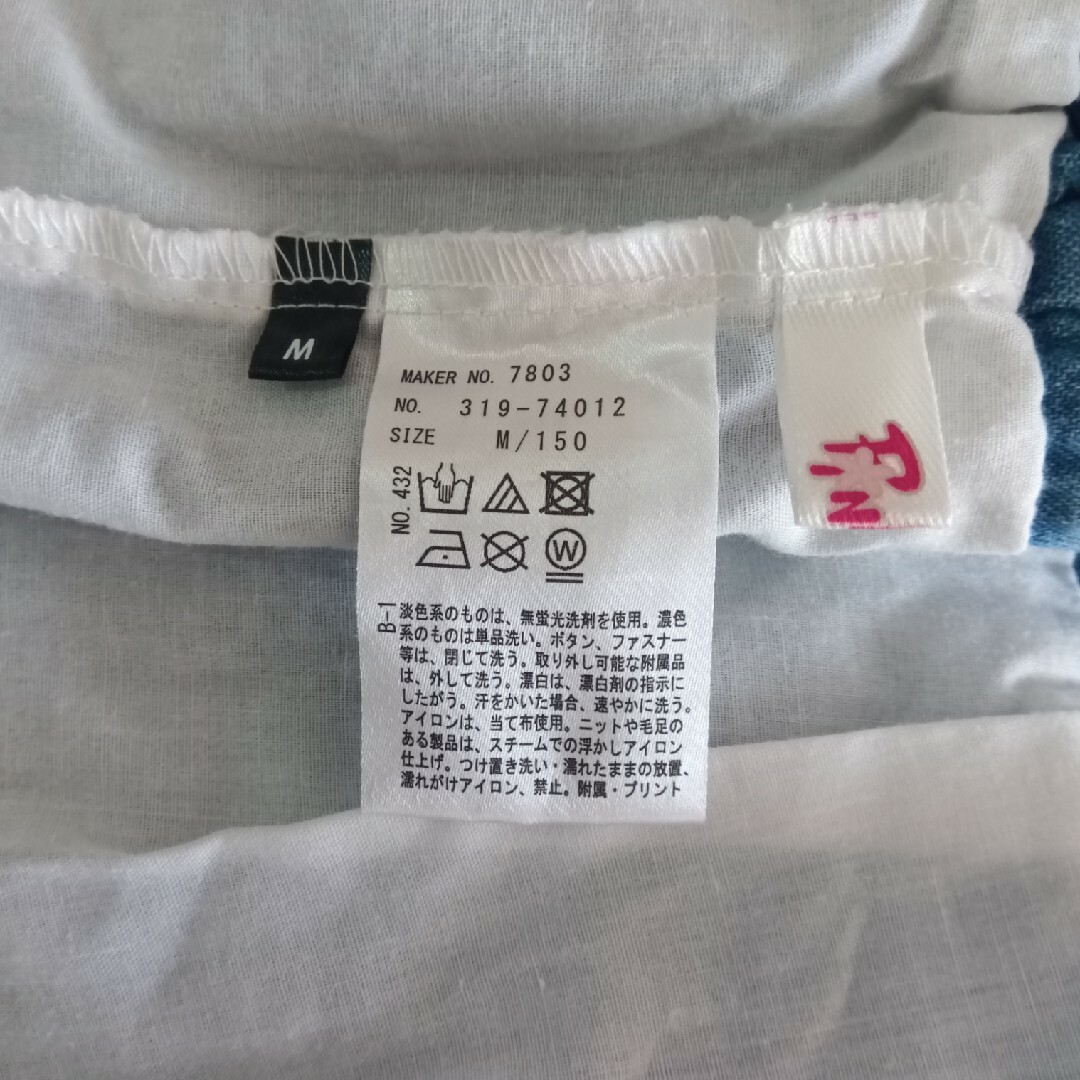 M
MAKER NO. 7803
NO. 319-74012
SIZE M/150
NO. 432
W
B-1
淡色系のものは、無蛍光洗剤を使用。濃色
系のものは単品洗い。ボタン、ファスナー
等は、閉じて洗う。取り外し可能な附属品
は、外して洗う。漂白は、漂白剤の指示に
したがう。汗をかいた場合、速やかに洗う。
アイロンは、当て布使用。ニットや毛足の
ある製品は、スチームでの浮かしアイロン
仕上げ。つけ置き洗い・濡れたままの放置、
濡れがけアイロン、禁止。附属・プリント